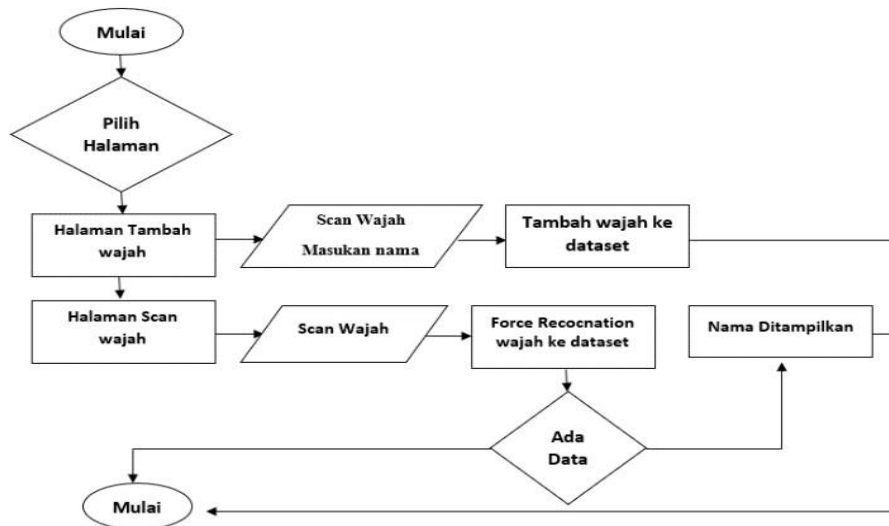 Mulai
Pilih
Halaman
Halaman Tambah
wajah
Scan Wajah
Masukan nama
Tambah wajah ke
dataset
Halaman Scan
wajah
Scan Wajah
Force Recocnation
wajah ke dataset
Nama Ditampilkan
Ada
Data
Mulai